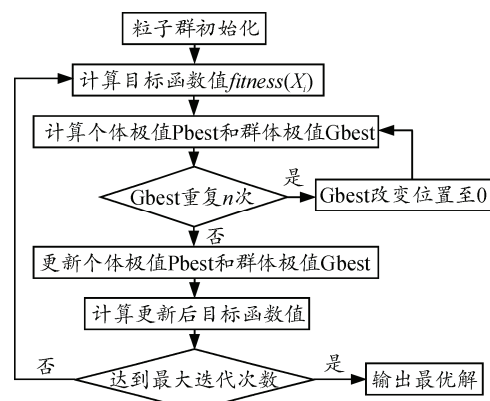 粒子群初始化
计算目标函数值fitness(Xi)
计算个体极值Pbest和群体极值Gbest
Gbest重复n次
是
Gbest改变位置至0
否
更新个体极值Pbest和群体极值Gbest
计算更新后目标函数值
否
达到最大迭代次数
是
输出最优解